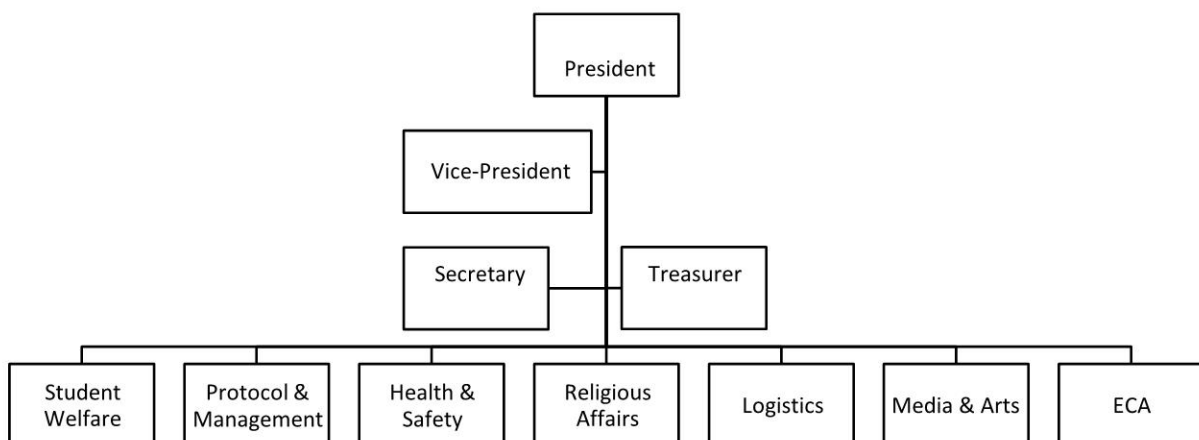 President
Vice-President
Secretary
Treasurer
Student
Welfare
Protocol &
Management
Health &
Safety
Religious
Affairs
Logistics
Media & Arts
ECA